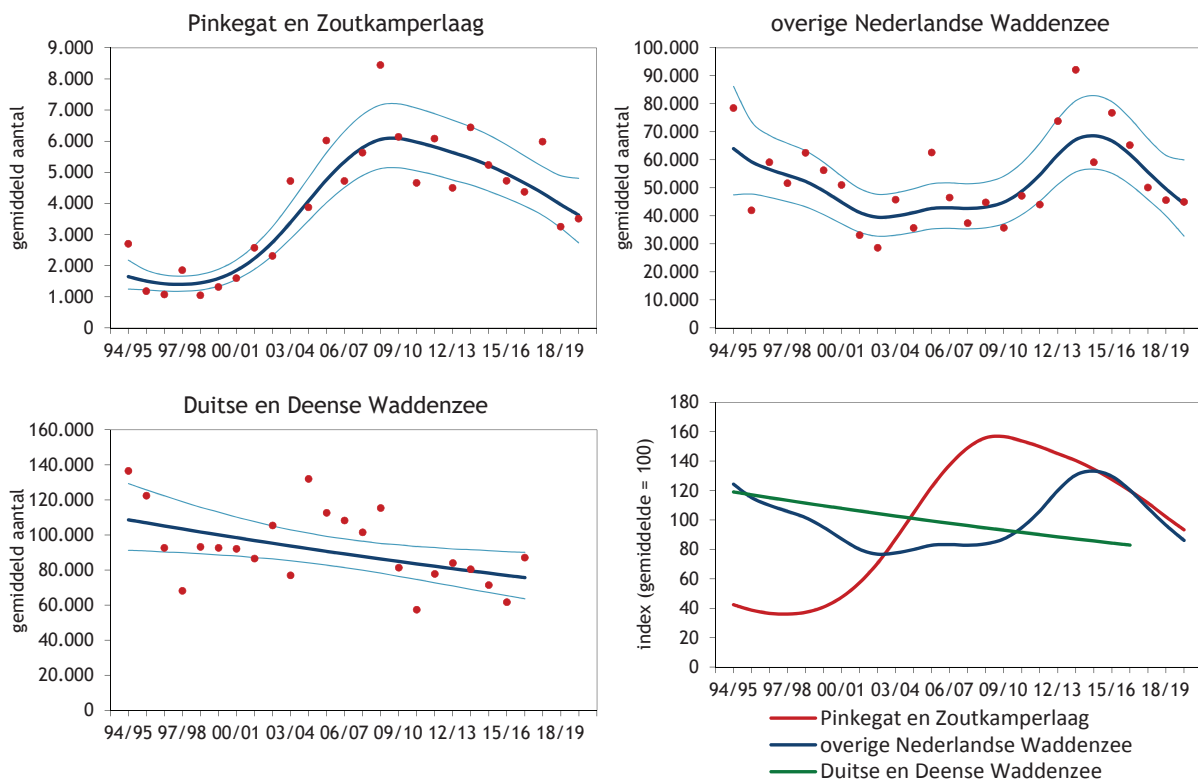 Pinkegat en Zoutkamperlaag
gemiddeld aantal
9.000
8.000
7.000
6.000
5.000
4.000
3.000
2.000
1.000
0
94/95 97/98 00/01 03/04 06/07 09/10 12/13 15/16 18/19
overige Nederlandse Waddenzee
gemiddeld aantal
100.000
90.000
80.000
70.000
60.000
50.000
40.000
30.000
20.000
10.000
0
94/95 97/98 00/01 03/04 06/07 09/10 12/13 15/16 18/19
Duitse en Deense Waddenzee
gemiddeld aantal
160.000
140.000
120.000
100.000
80.000
60.000
40.000
20.000
0
94/95 97/98 00/01 03/04 06/07 09/10 12/13 15/16 18/19
index (gemiddelde = 100)
180
160
140
120
100
80
60
40
20
0
94/95 97/98 00/01 03/04 06/07 09/10 12/13 15/16 18/19
Pinkegat en Zoutkamperlaag
overige Nederlandse Waddenzee
Duitse en Deense Waddenzee